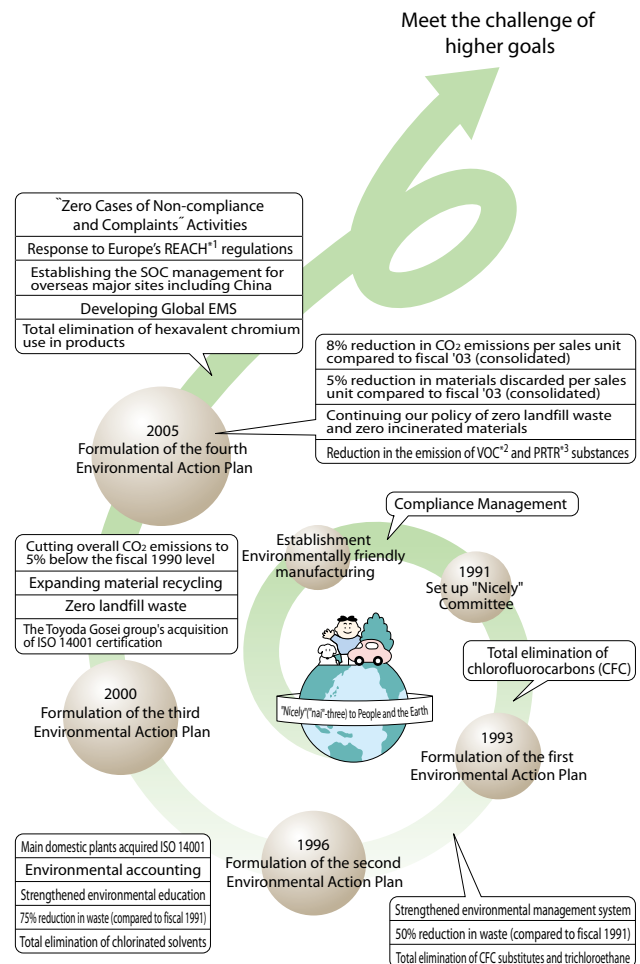 Meet the challenge of
higher goals
“Zero Cases of Non-compliance
and Complaints” Activities
Response to Europe's REACH*1 regulations
Establishing the SOC management for
overseas major sites including China
Developing Global EMS
Total elimination of hexavalent chromium
use in products
8% reduction in CO2 emissions per sales unit
compared to fiscal '03 (consolidated)
5% reduction in materials discarded per sales
unit compared to fiscal '03 (consolidated)
Continuing our policy of zero landfill waste
and zero incinerated materials
Reduction in the emission of VOC*2 and PRTR*3 substances
2005
Formulation of the fourth
Environmental Action Plan
Compliance Management
Establishment
Environmentally friendly
manufacturing
1991
Set up "Nicely"
Committee
Cutting overall CO2 emissions to
5% below the fiscal 1990 level
Expanding material recycling
Zero landfill waste
The Toyoda Gosei group's acquisition
of ISO 14001 certification
Total elimination of
chlorofluorocarbons (CFC)
2000
Formulation of the third
Environmental Action Plan
"Nicely"("nai"-three) to People and the Earth
1993
Formulation of the first
Environmental Action Plan
1996
Formulation of the second
Environmental Action Plan
Main domestic plants acquired ISO 14001
Environmental accounting
Strengthened environmental education
75% reduction in waste (compared to fiscal 1991)
Total elimination of chlorinated solvents
Strengthened environmental management system
50% reduction in waste (compared to fiscal 1991)
Total elimination of CFC substitutes and trichloroethane